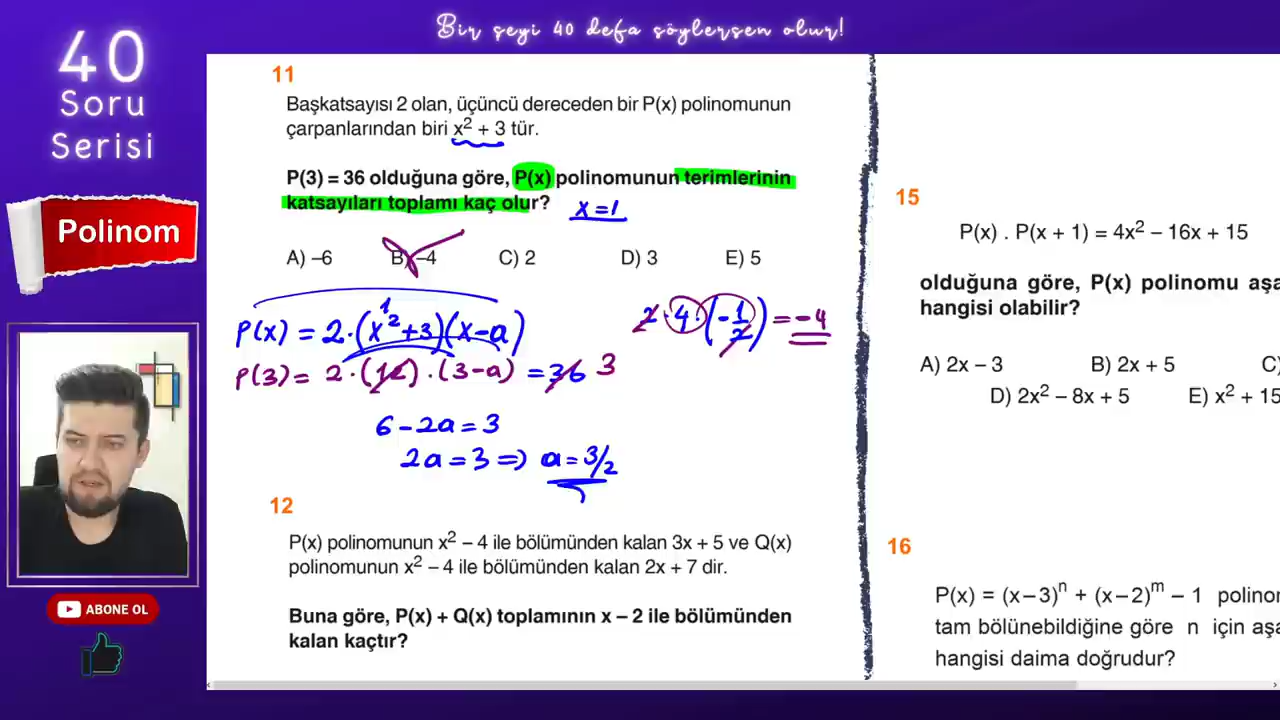 Bir şeyi 40 defa söylersen olur!
40
Soru
Serisi
Polinom
ABONE OL
11
Başkatsayısı 2 olan, üçüncü dereceden bir P(x) polinomunun
çarpanlarından biri x² + 3 tür.
P(3) = 36 olduğuna göre, P(x) polinomunun terimlerinin
katsayıları toplamı kaç olur?
x=1
A) –6 B) –4 C) 2 D) 3 E) 5
P(x) = 2·(x²+3)(x-a)
1
2·4·(-1/2) = -4
P(3) = 2·(12)·(3-a) = 36 3
6-2a=3
2a=3 ⇒ a=3/2
12
P(x) polinomunun x² – 4 ile bölümünden kalan 3x + 5 ve Q(x)
polinomunun x² – 4 ile bölümünden kalan 2x + 7 dir.
Buna göre, P(x) + Q(x) toplamının x – 2 ile bölümünden
kalan kaçtır?
15
P(x) . P(x + 1) = 4x² – 16x + 15
olduğuna göre, P(x) polinomu aşa
hangisi olabilir?
A) 2x – 3 B) 2x + 5 C)
D) 2x² – 8x + 5 E) x² + 15
16
P(x) = (x–3)ⁿ + (x–2)ᵐ – 1 polinor
tam bölünebildiğine göre n için aşa
hangisi daima doğrudur?